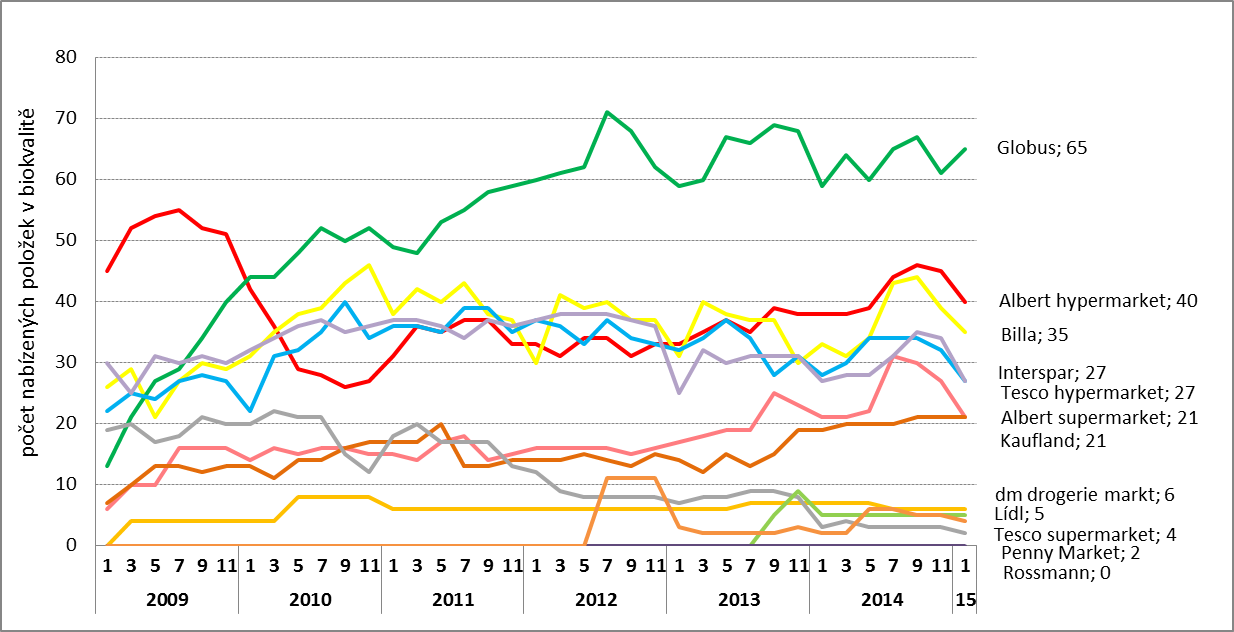 počet nabízených položek v biokvalitě
80
70
60
50
40
30
20
10
0
Globus; 65
Albert hypermarket; 40
Billa; 35
Interspar; 27
Tesco hypermarket; 27
Albert supermarket; 21
Kaufland; 21
dm drogerie markt; 6
Lídl; 5
Tesco supermarket; 4
Penny Market; 2
Rossmann; 0
1 3 5 7 9 11 1 3 5 7 9 11 1 3 5 7 9 11 1 3 5 7 9 11 1 3 5 7 9 11 1 3 5 7 9 11 1
2009 2010 2011 2012 2013 2014 15